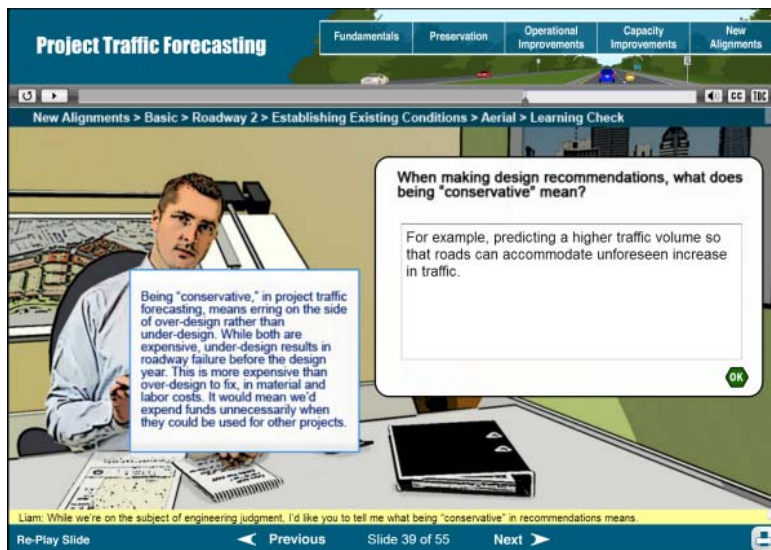 Project Traffic Forecasting
Fundamentals
Preservation
Operational
Improvements
Capacity
Improvements
New
Alignments
CC
TOC
New Alignments > Basic > Roadway 2 > Establishing Existing Conditions > Aerial > Learning Check
When making design recommendations, what does
being "conservative" mean?
For example, predicting a higher traffic volume so
that roads can accommodate unforeseen increase
in traffic.
OK
Being “conservative,” in project traffic
forecasting, means erring on the side
of over-design rather than
under-design. While both are
expensive, under-design results in
roadway failure before the design
year. This is more expensive than
over-design to fix, in material and
labor costs. It would mean we’d
expend funds unnecessarily when
they could be used for other projects.
Liam: While we're on the subject of engineering judgment, I'd like you to tell me what being “conservative” in recommendations means.
Re-Play Slide
Previous
Slide 39 of 55
Next